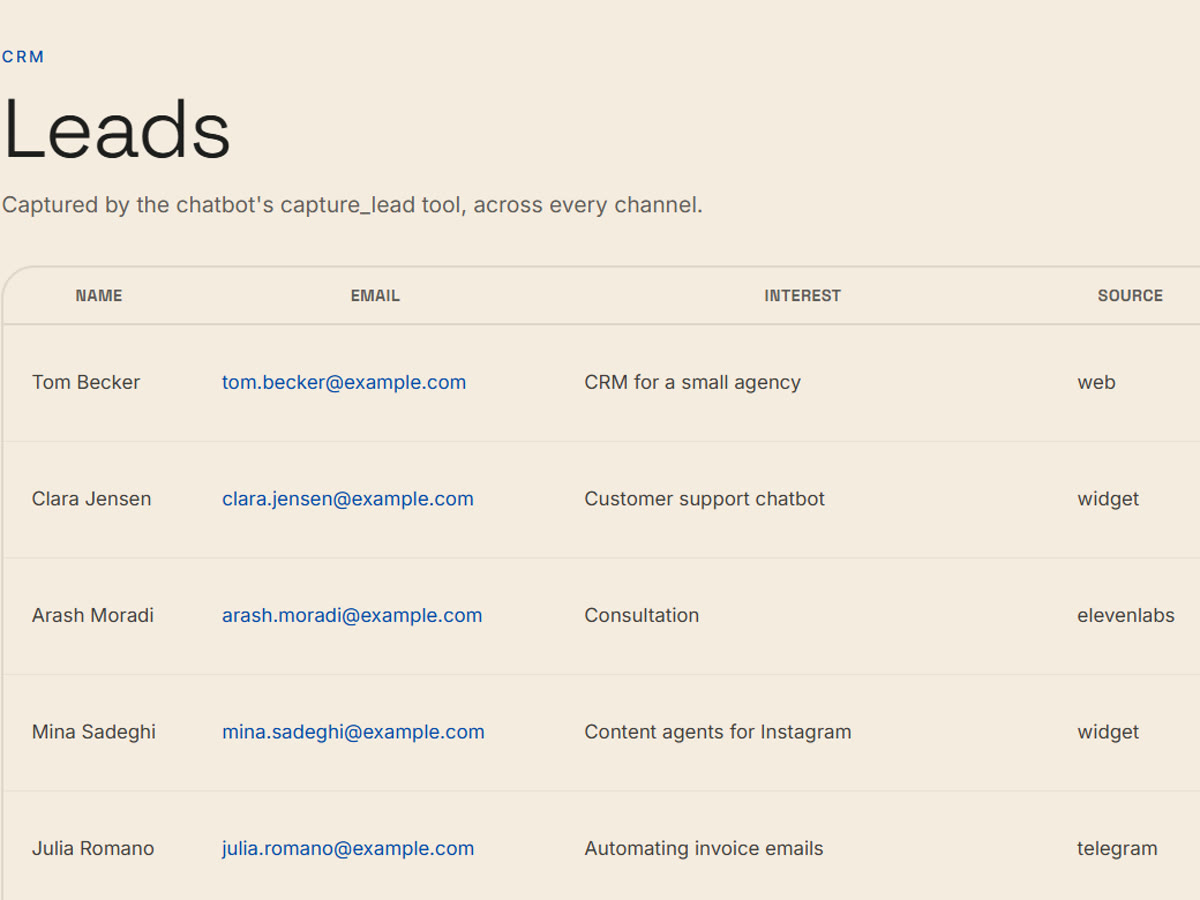 CRM
Leads
Captured by the chatbot's capture_lead tool, across every channel.
NAME EMAIL INTEREST SOURCE
Tom Becker tom.becker@example.com CRM for a small agency web
Clara Jensen clara.jensen@example.com Customer support chatbot widget
Arash Moradi arash.moradi@example.com Consultation elevenlabs
Mina Sadeghi mina.sadeghi@example.com Content agents for Instagram widget
Julia Romano julia.romano@example.com Automating invoice emails telegram